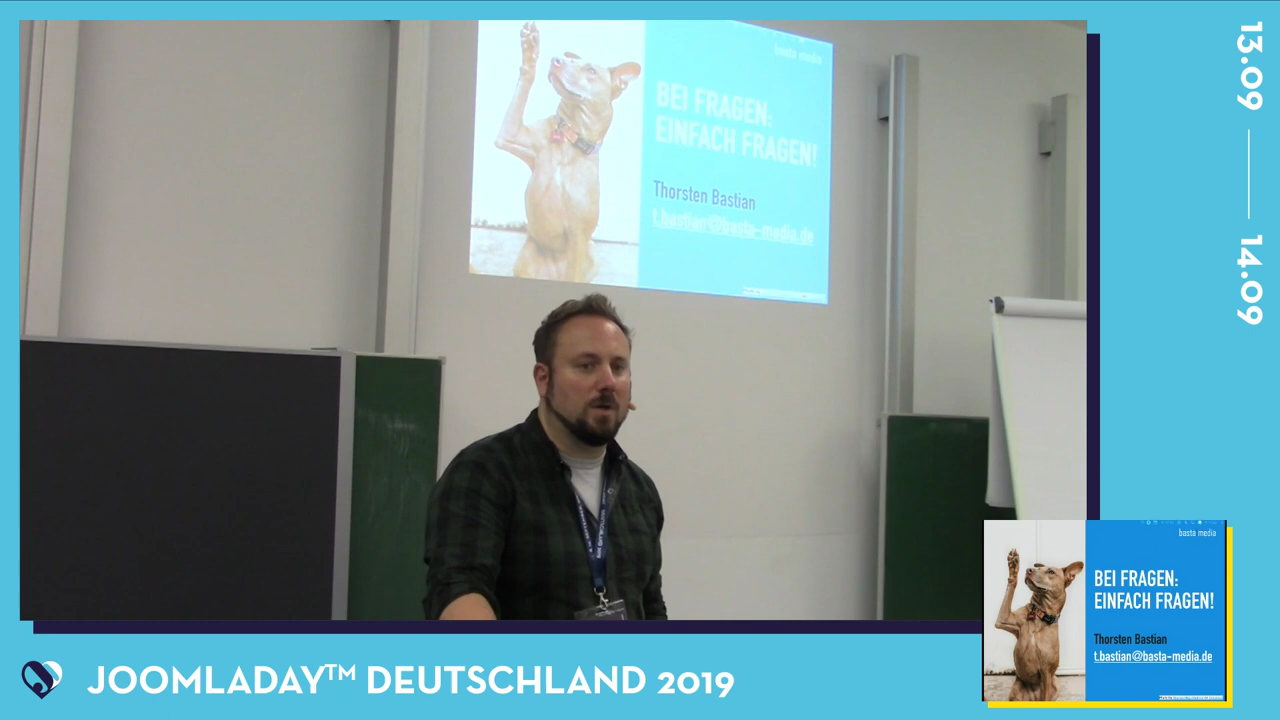 basta media
BEI FRAGEN:
EINFACH FRAGEN!
Thorsten Bastian
t.bastian@basta-media.de
13.09
14.09
basta media
BEI FRAGEN:
EINFACH FRAGEN!
Thorsten Bastian
t.bastian@basta-media.de
JOOMLADAY™ DEUTSCHLAND 2019